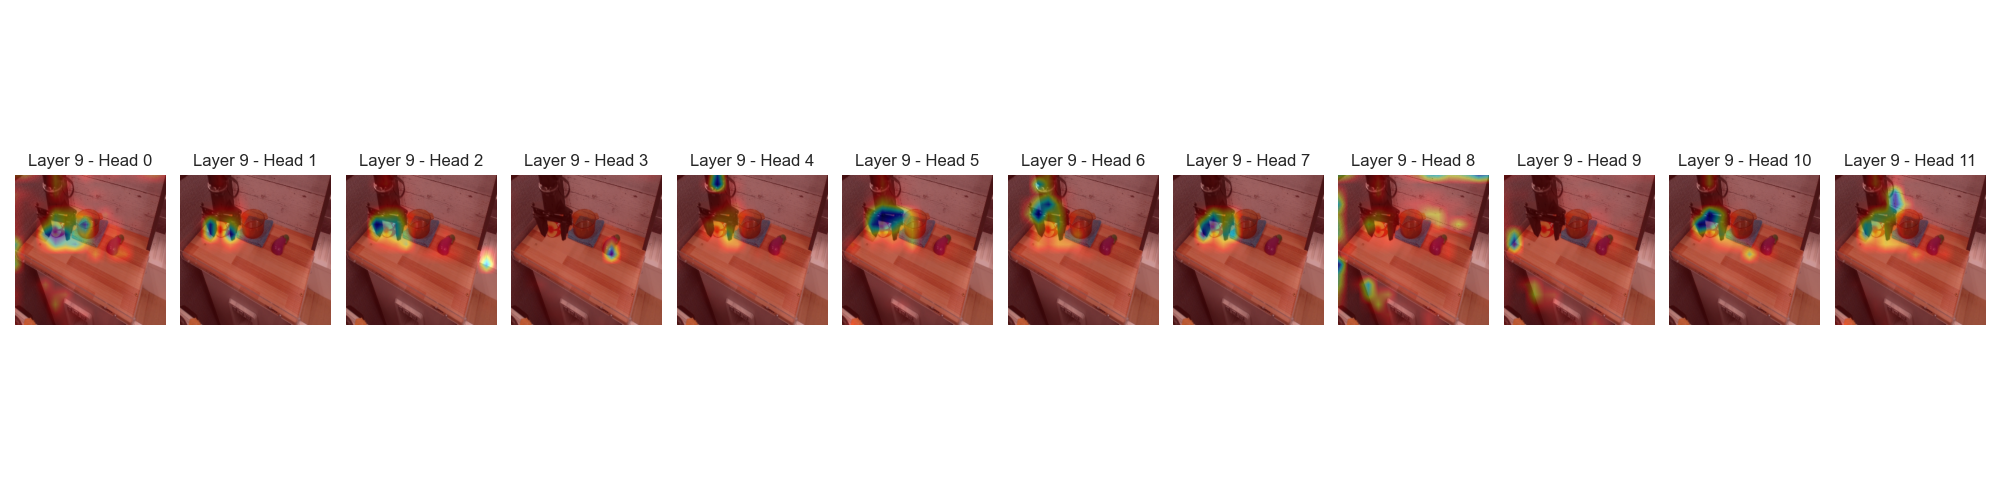 Layer 9 - Head 0
Layer 9 - Head 1
Layer 9 - Head 2
Layer 9 - Head 3
Layer 9 - Head 4
Layer 9 - Head 5
Layer 9 - Head 6
Layer 9 - Head 7
Layer 9 - Head 8
Layer 9 - Head 9
Layer 9 - Head 10
Layer 9 - Head 11